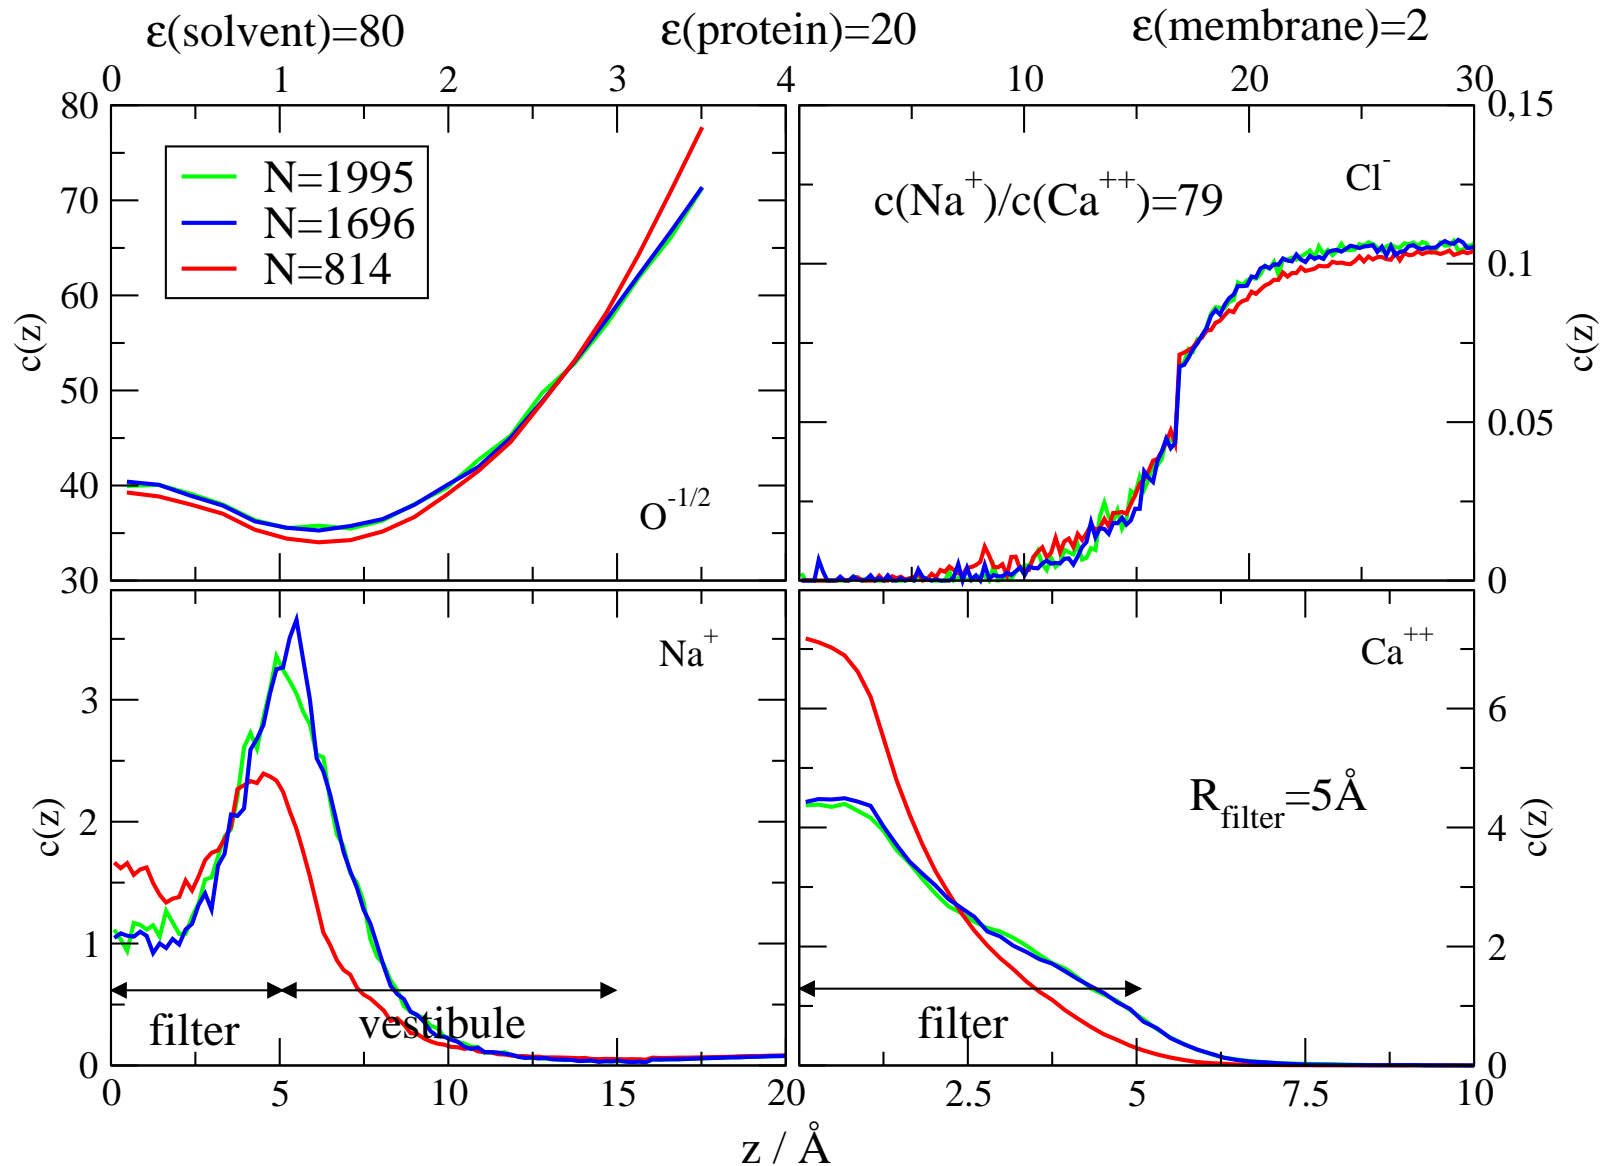 ε(solvent)=80 ε(protein)=20 ε(membrane)=2
0 1 2 3 4 10 20 30
80
70
60
50
40
30
c(z)
N=1995
N=1696
N=814
O^-1/2
c(Na^+)/c(Ca^++)=79
Cl^-
0,15
0.1
0.05
0
c(z)
3
3
2
1
0
c(z)
Na^+
filter
vestibule
0 5 10 15 20
Ca^++
R_filter=5Å
filter
6
4
2
0
c(z)
2.5 5 7.5 10
z / Å